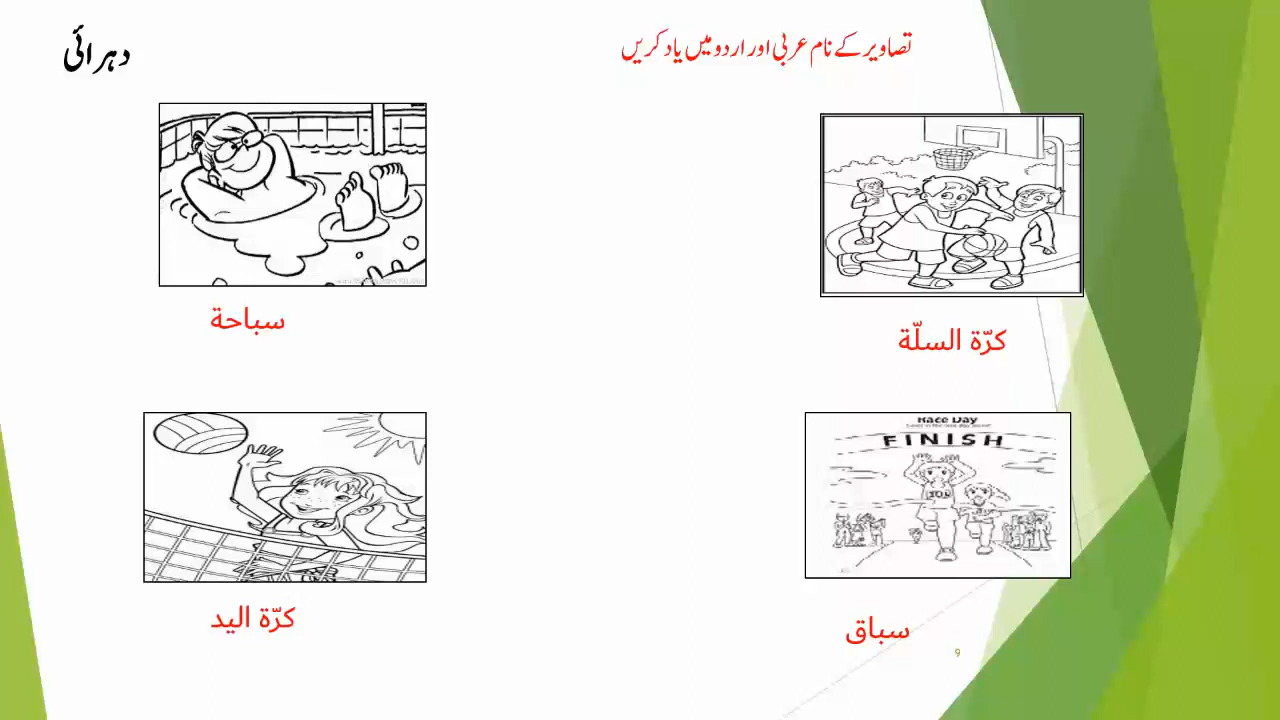 تصاویر کے نام عربی اور اردو میں یاد کریں
دہرائی
كرّة السلّة
سباحة
Race Day
FINISH
سباق
كرّة اليد
9